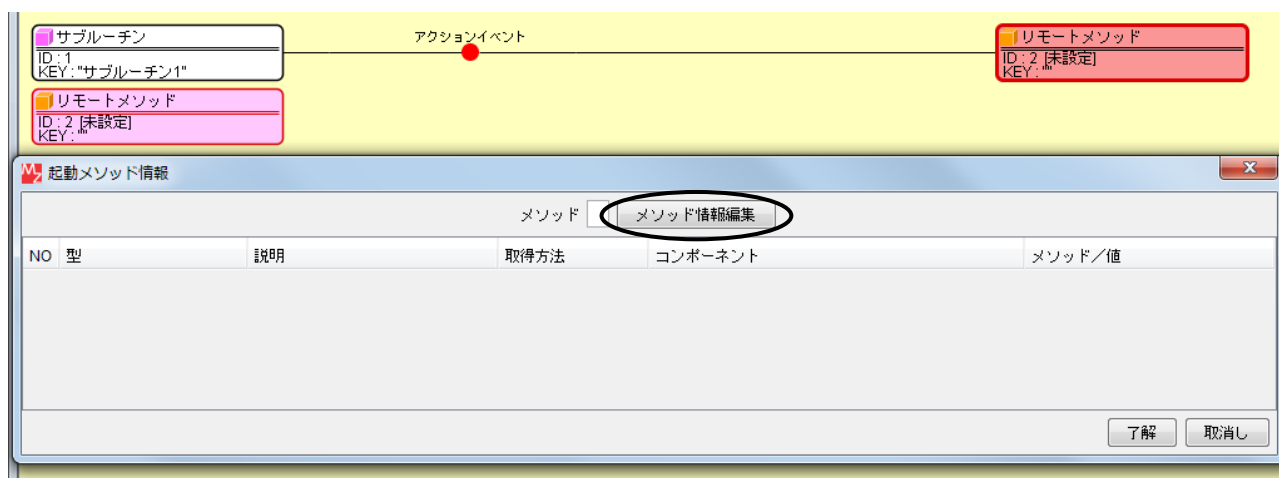 サブルーチン
ID : 1
KEY : "サブルーチン1"
アクションイベント
リモートメソッド
ID : 2 [未設定]
KEY : ""
リモートメソッド
ID : 2 [未設定]
KEY : ""
起動メソッド情報
メソッド メソッド情報編集
NO 型 説明 取得方法 コンポーネント メソッド／値
了解 取消し